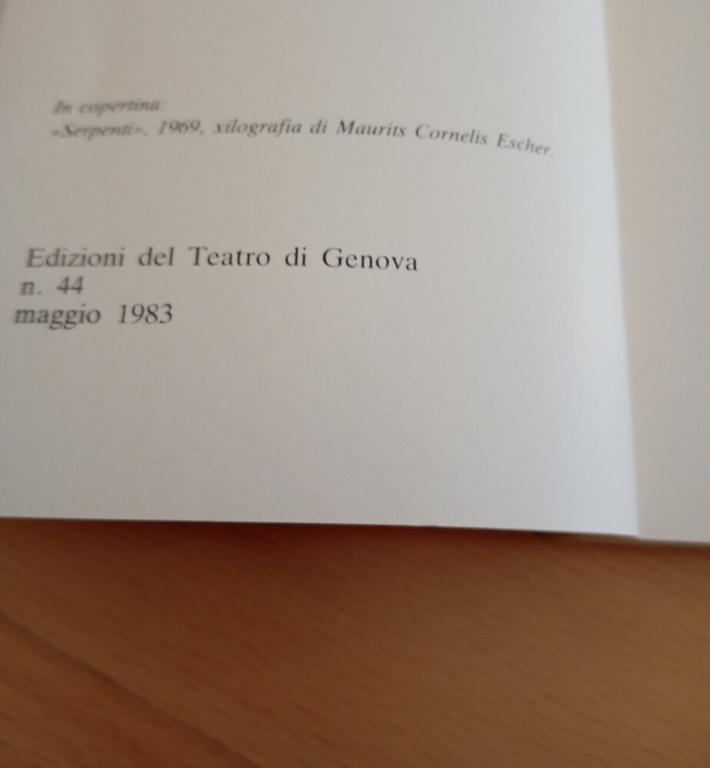 In copertina:
«Serpenti», 1969, xilografia di Maurits Cornelis Escher.
Edizioni del Teatro di Genova
n. 44
maggio 1983